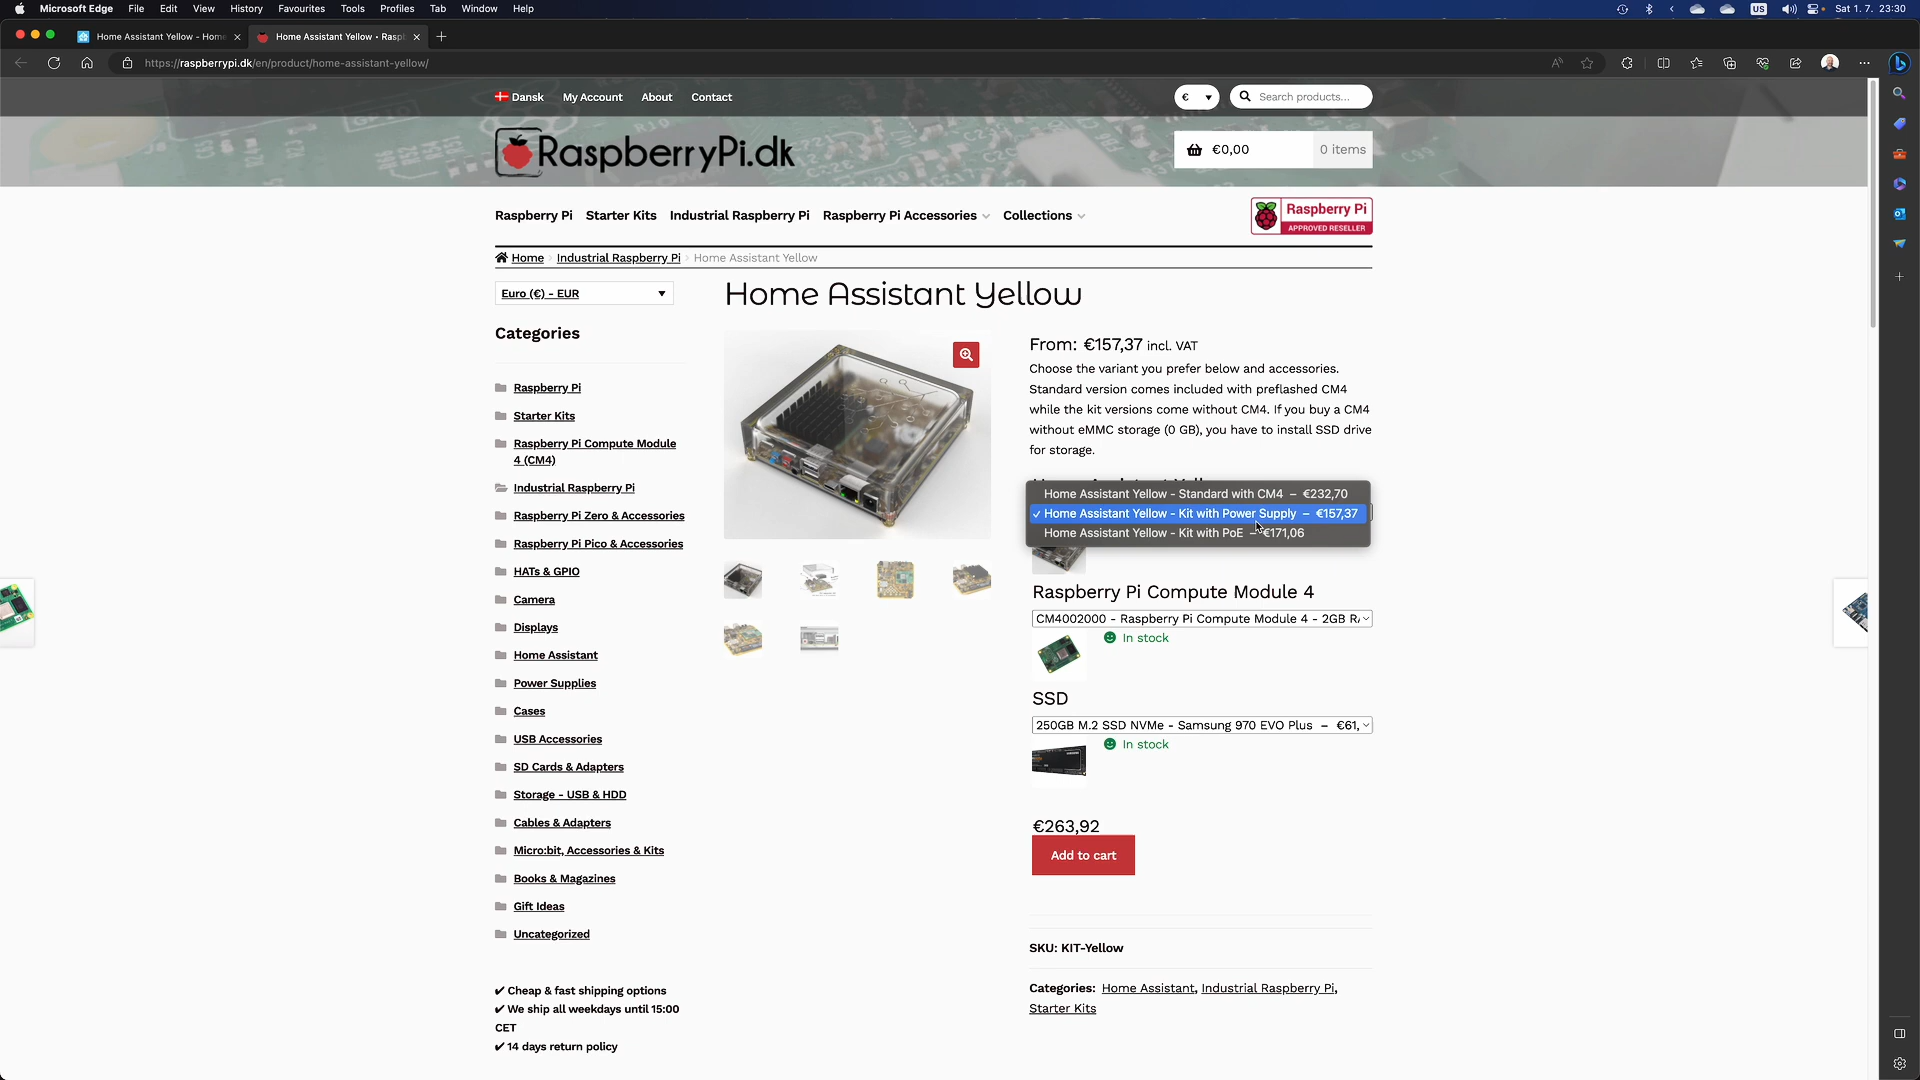 Microsoft Edge File Edit View History Favourites Tools Profiles Tab Window Help
US Sat 1. 7. 23:30
Home Assistant Yellow - Home
Home Assistant Yellow • Raspb
https://raspberrypi.dk/en/product/home-assistant-yellow/
Dansk My Account About Contact
€
Search products...
RaspberryPi.dk
€0,00 0 items
Raspberry Pi Starter Kits Industrial Raspberry Pi Raspberry Pi Accessories Collections
Raspberry Pi
APPROVED RESELLER
Home Industrial Raspberry Pi Home Assistant Yellow
Euro (€) - EUR
Categories
Raspberry Pi
Starter Kits
Raspberry Pi Compute Module
4 (CM4)
Industrial Raspberry Pi
Raspberry Pi Zero & Accessories
Raspberry Pi Pico & Accessories
HATs & GPIO
Camera
Displays
Home Assistant
Power Supplies
Cases
USB Accessories
SD Cards & Adapters
Storage - USB & HDD
Cables & Adapters
Micro:bit, Accessories & Kits
Books & Magazines
Gift Ideas
Uncategorized
✔ Cheap & fast shipping options
✔ We ship all weekdays until 15:00
CET
✔ 14 days return policy
Home Assistant Yellow
From: €157,37 incl. VAT
Choose the variant you prefer below and accessories.
Standard version comes included with preflashed CM4
while the kit versions come without CM4. If you buy a CM4
without eMMC storage (0 GB), you have to install SSD drive
for storage.
Home Assistant Yellow - Standard with CM4 – €232,70
✓ Home Assistant Yellow - Kit with Power Supply – €157,37
Home Assistant Yellow - Kit with PoE – €171,06
Raspberry Pi Compute Module 4
CM4002000 - Raspberry Pi Compute Module 4 - 2GB R
In stock
SSD
250GB M.2 SSD NVMe - Samsung 970 EVO Plus – €61,
In stock
€263,92
Add to cart
SKU: KIT-Yellow
Categories: Home Assistant, Industrial Raspberry Pi,
Starter Kits